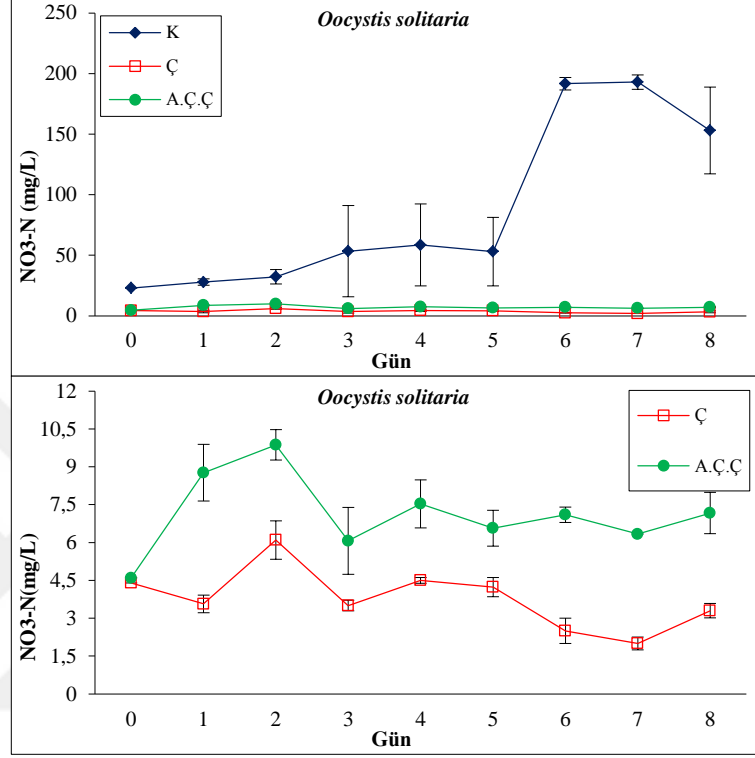 Oocystis solitaria
K
Ç
A.Ç.Ç
NO3-N (mg/L)
250
200
150
100
50
0
0 1 2 3 4 5 6 7 8
Gün
Oocystis solitaria
Ç
A.Ç.Ç
NO3-N(mg/L)
12
10,5
9
7,5
6
4,5
3
1,5
0
0 1 2 3 4 5 6 7 8
Gün